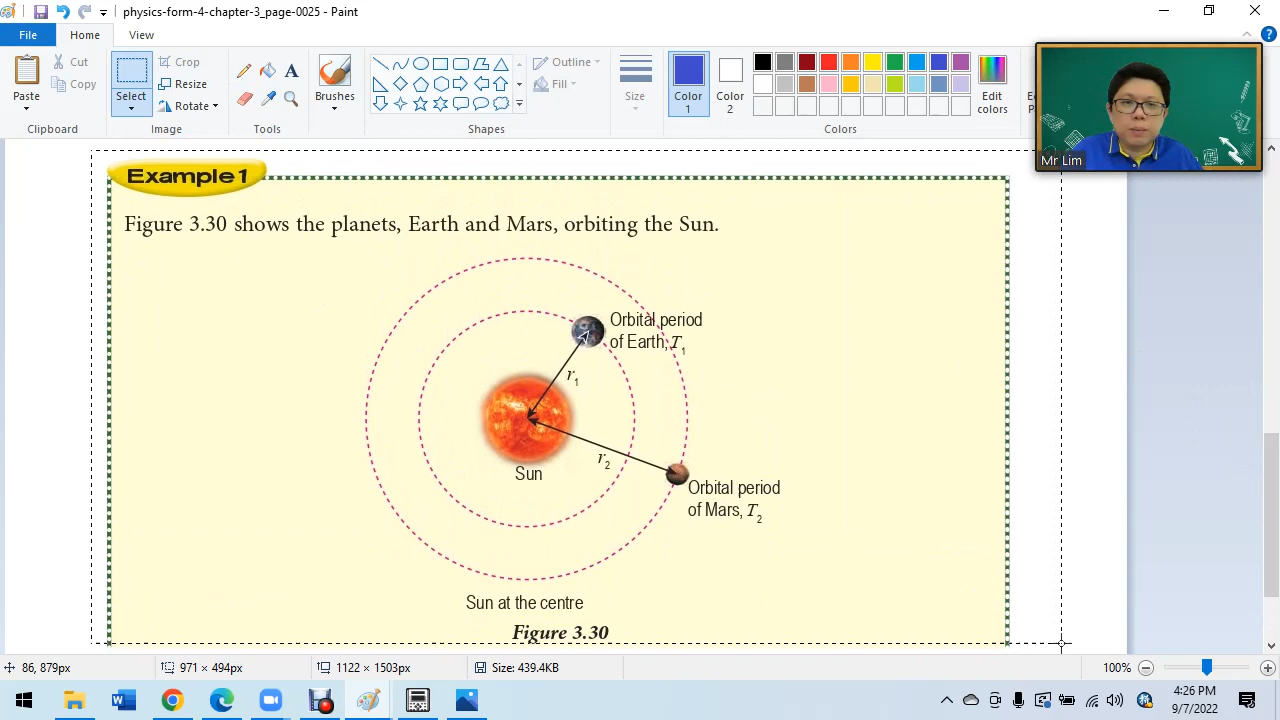 physics-form-4-chapter-3_page-0025 - Paint
File
Home
View
Paste
Cut
Copy
Clipboard
Select
Crop
Resize
Rotate
Image
A
Tools
Brushes
Shapes
Outline
Fill
Size
Color 1
Color 2
Edit colors
Colors
Mr Lim
Example 1
Figure 3.30 shows the planets, Earth and Mars, orbiting the Sun.
Orbital period
of Earth, T1
r1
Sun
r2
Orbital period
of Mars, T2
Sun at the centre
Figure 3.30
86, 879px
971 × 494px
1122 × 1503px
Size: 439.4KB
100%
4:26 PM
9/7/2022